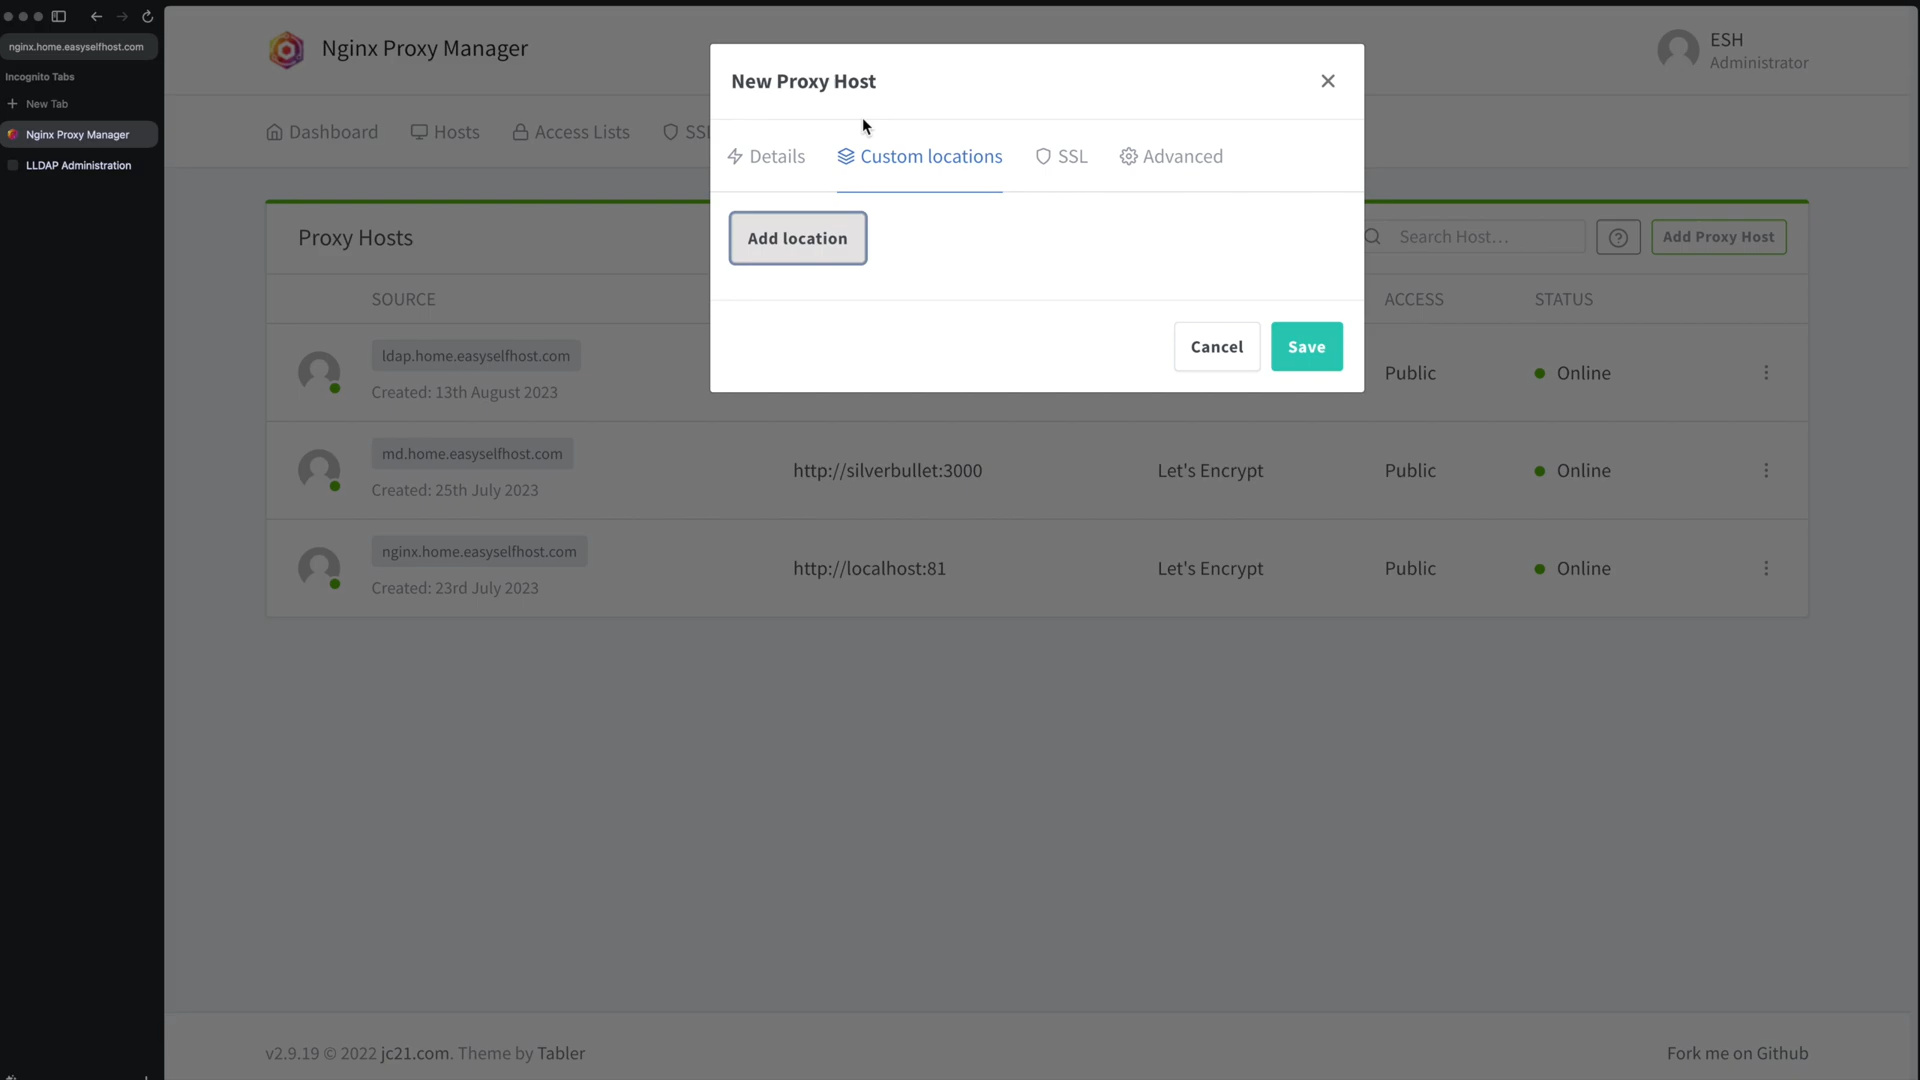 nginx.home.easyselfhost.com
Incognito Tabs
New Tab
Nginx Proxy Manager
LLDAP Administration
Nginx Proxy Manager
ESH
Administrator
Dashboard
Hosts
Access Lists
SSL
New Proxy Host
Details
Custom locations
SSL
Advanced
Add location
Cancel
Save
Proxy Hosts
Search Host…
Add Proxy Host
SOURCE
ACCESS
STATUS
ldap.home.easyselfhost.com
Created: 13th August 2023
Public
Online
md.home.easyselfhost.com
Created: 25th July 2023
http://silverbullet:3000
Let's Encrypt
Public
Online
nginx.home.easyselfhost.com
Created: 23rd July 2023
http://localhost:81
Let's Encrypt
Public
Online
v2.9.19 © 2022 jc21.com. Theme by Tabler
Fork me on Github